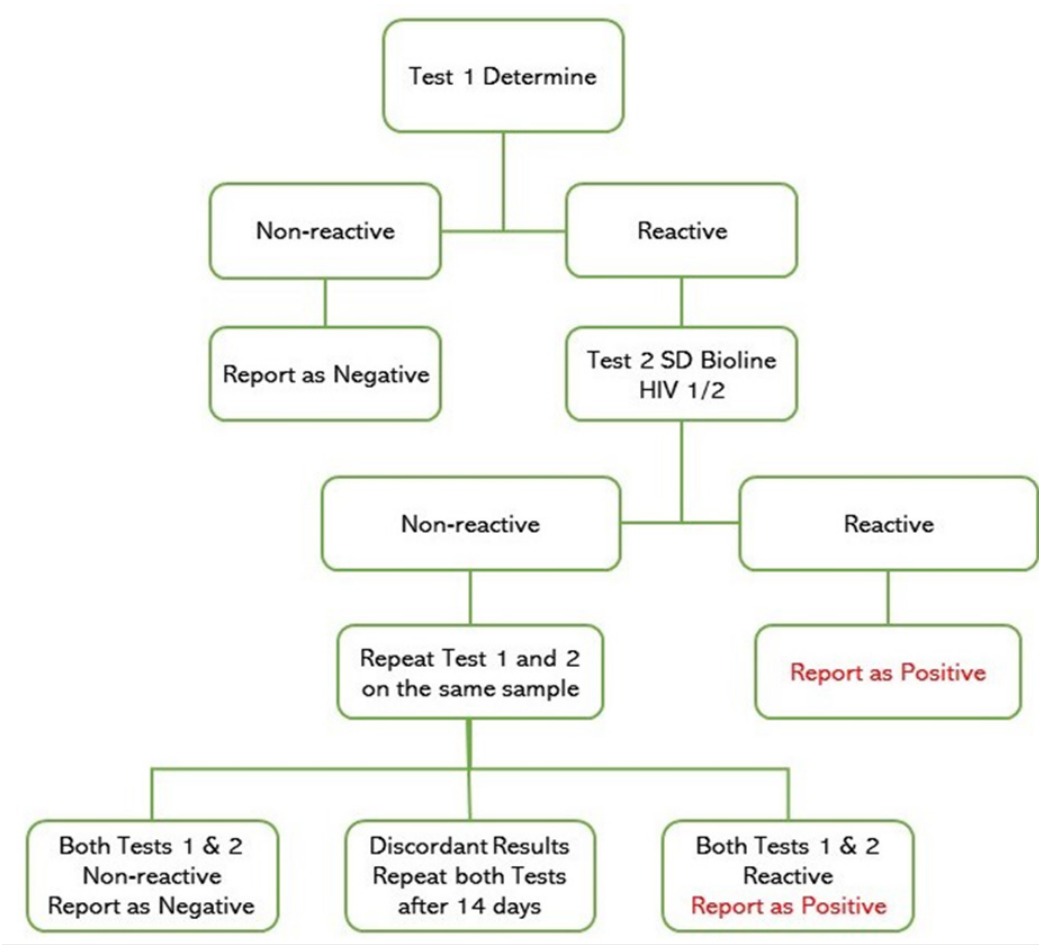 Test 1 Determine
Non-reactive
Reactive
Report as Negative
Test 2 SD Bioline
HIV 1/2
Non-reactive
Reactive
Repeat Test 1 and 2
on the same sample
Report as Positive
Both Tests 1 & 2
Non-reactive
Report as Negative
Discordant Results
Repeat both Tests
after 14 days
Both Tests 1 & 2
Reactive
Report as Positive